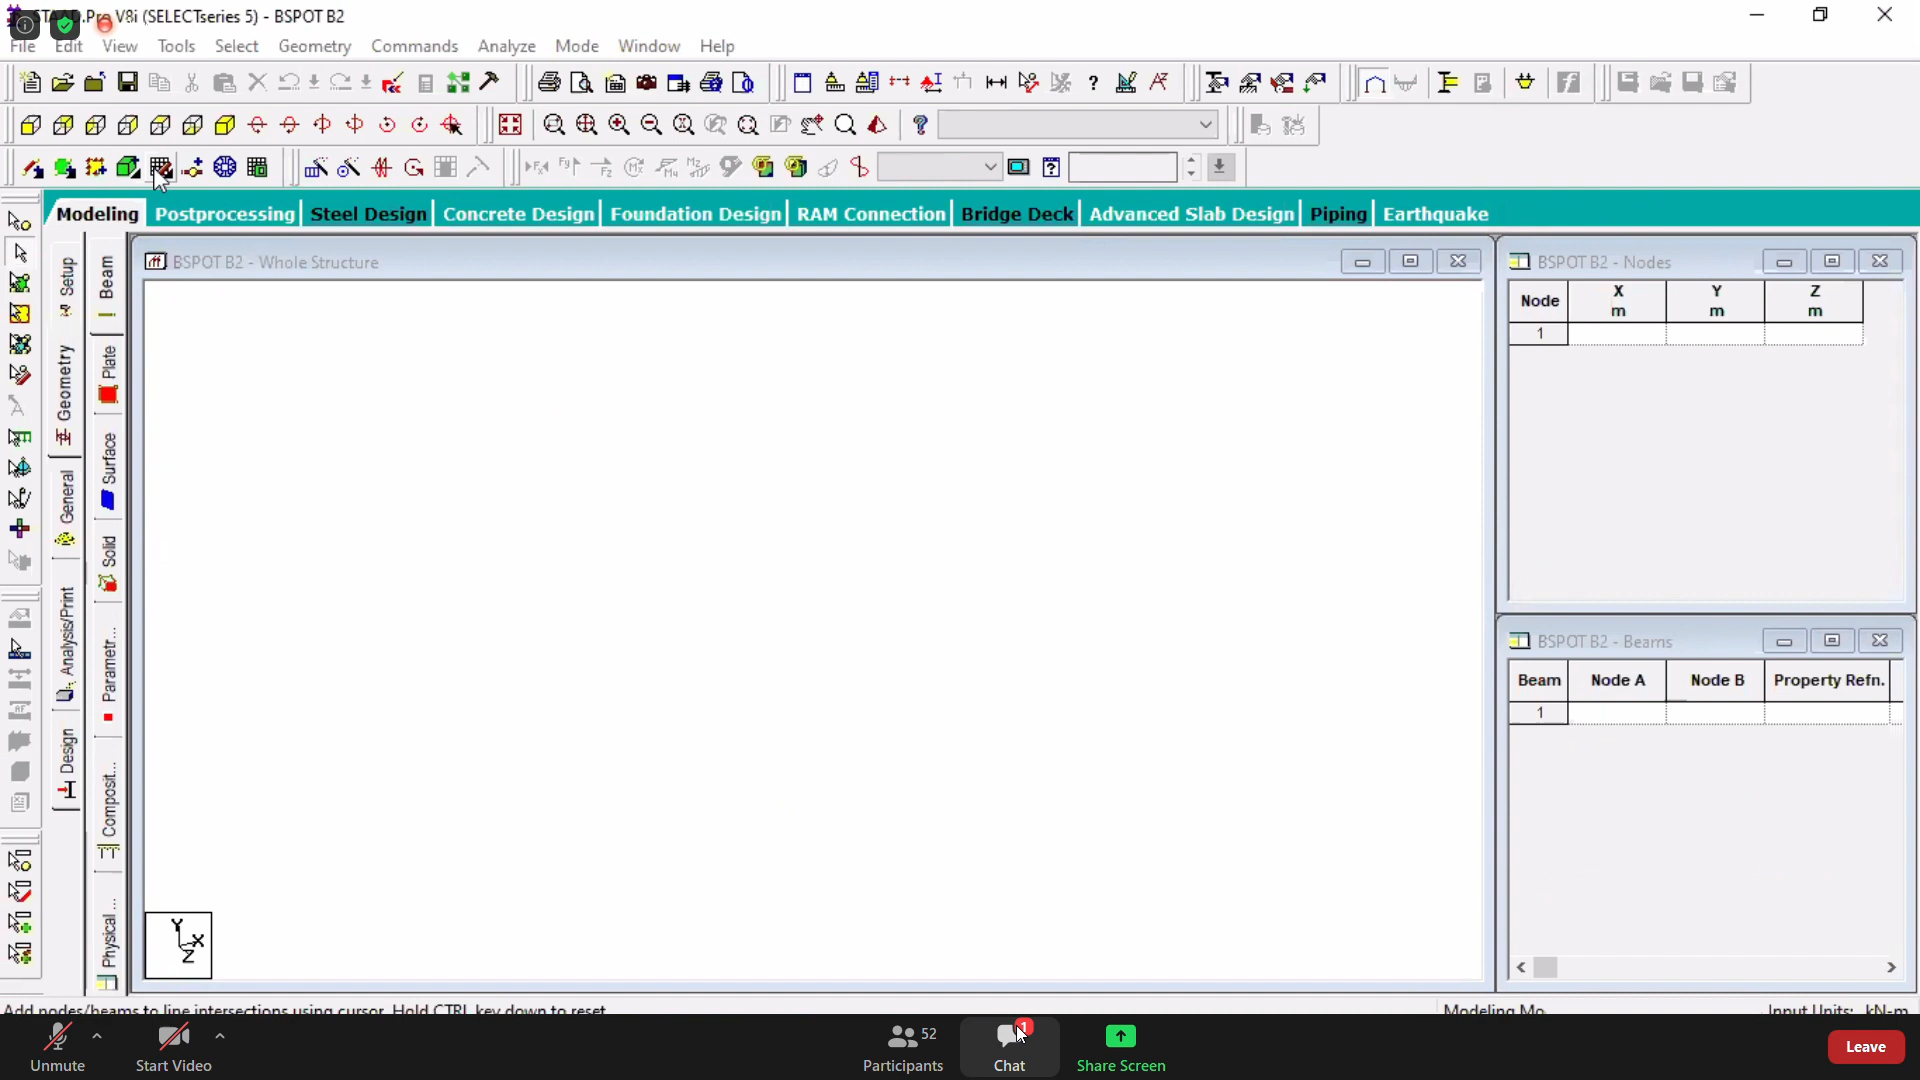 STAAD.Pro V8i (SELECTseries 5) - BSPOT B2
File Edit View Tools Select Geometry Commands Analyze Mode Window Help
Modeling Postprocessing Steel Design Concrete Design Foundation Design RAM Connection Bridge Deck Advanced Slab Design Piping Earthquake
Setup
Geometry
General
Analysis/Print
Design
Beam
Plate
Surface
Solid
Parametr...
Composit...
Physical ...
BSPOT B2 - Whole Structure
Y
X
Z
BSPOT B2 - Nodes
Node X Y Z
m m m
1
BSPOT B2 - Beams
Beam Node A Node B Property Refn.
1
Add nodes/beams to line intersections using cursor. Hold CTRL key down to reset
Modeling Mo
Input Units: kN-m
52
1
Unmute Start Video Participants Chat Share Screen Leave